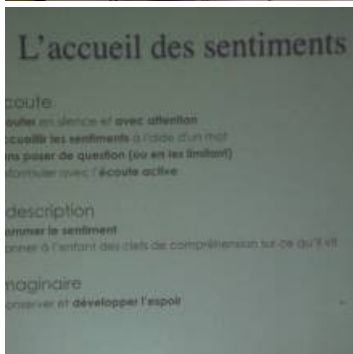 L'accueil des sentiments
coute
outer en silence et avec attention
ccueillir les sentiments à l'aide d'un mot
ans poser de question (ou en les limitant)
eformuler avec l'écoute active
description
ommer le sentiment
onner à l'enfant des clefs de compréhension sur ce qu'il vit
maginaire
onserver et développer l'espoir